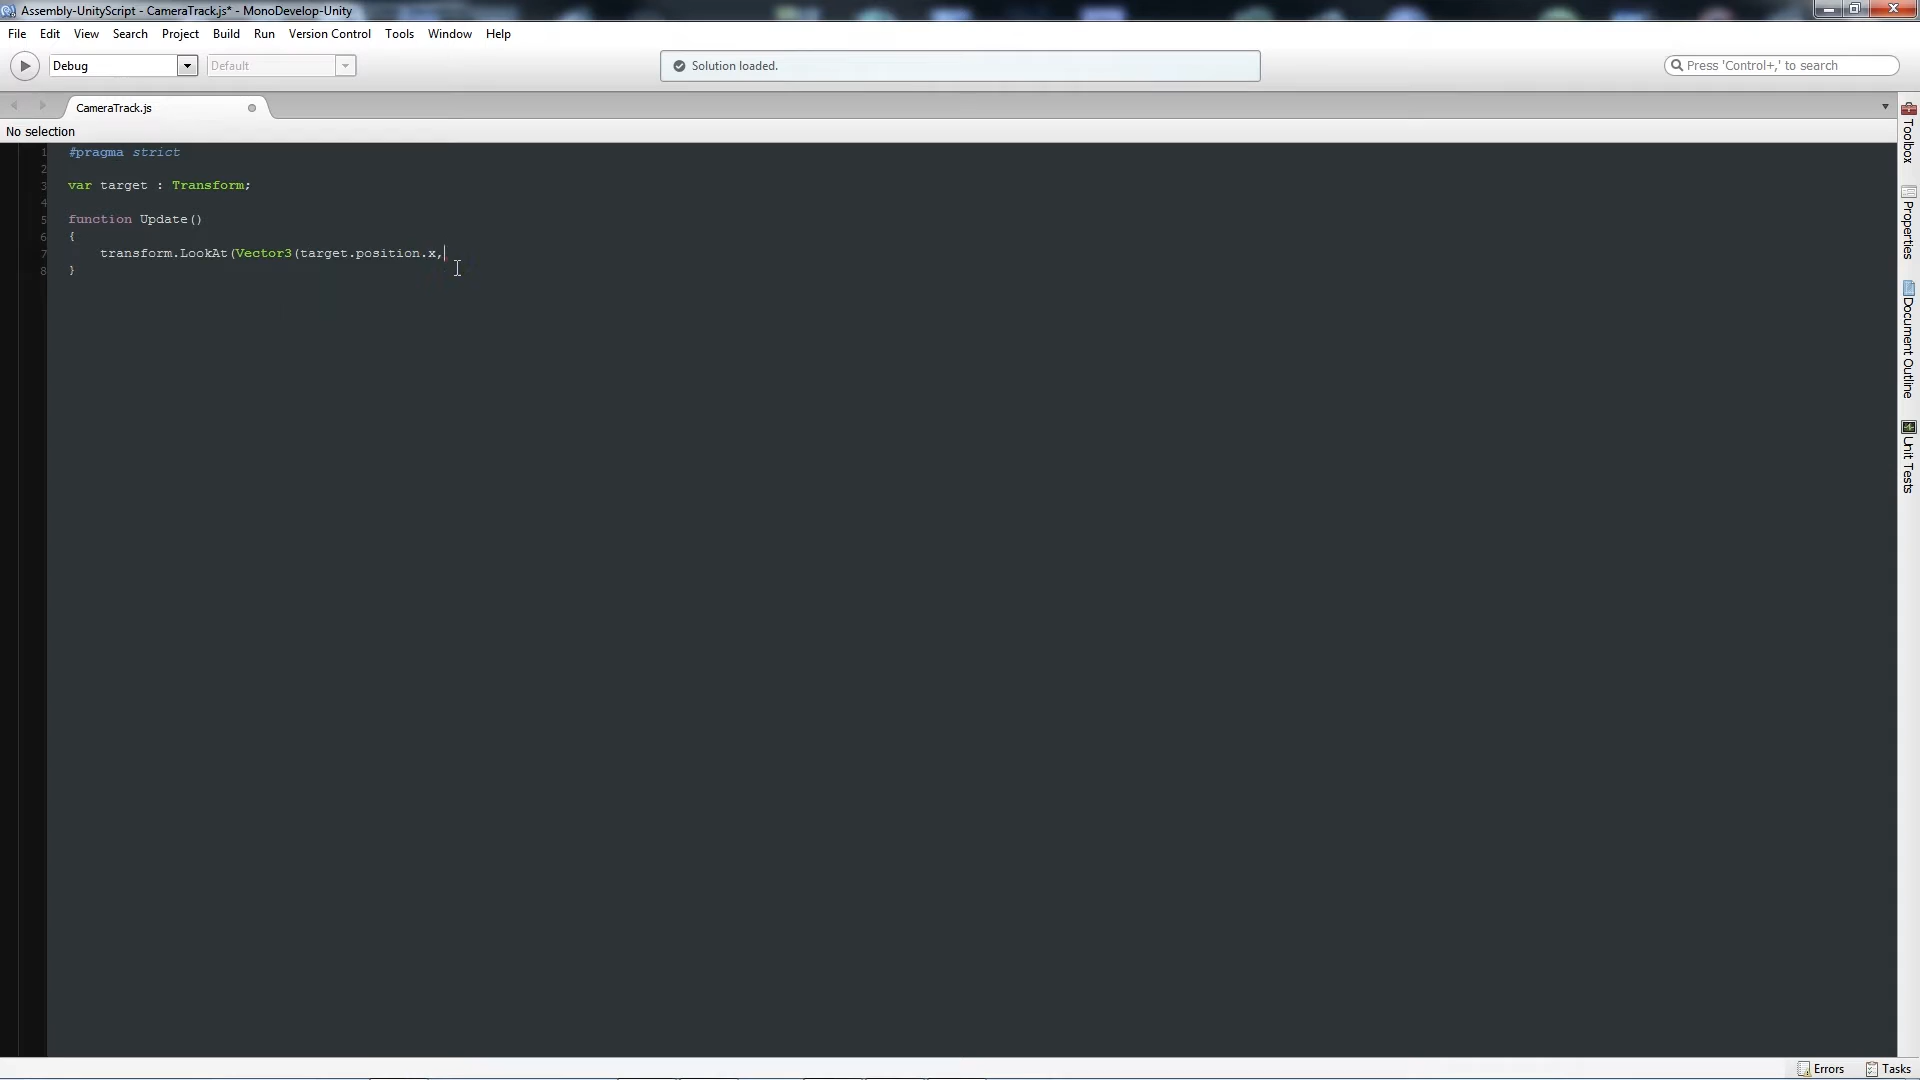 Assembly-UnityScript - CameraTrack.js* - MonoDevelop-Unity
File Edit View Search Project Build Run Version Control Tools Window Help
Debug Default Solution loaded. Press 'Control+,' to search
CameraTrack.js
No selection
1 #pragma strict
2
3 var target : Transform;
4
5 function Update()
6 {
7 transform.LookAt(Vector3(target.position.x,
8 }
Toolbox
Properties
Document Outline
Unit Tests
Errors Tasks